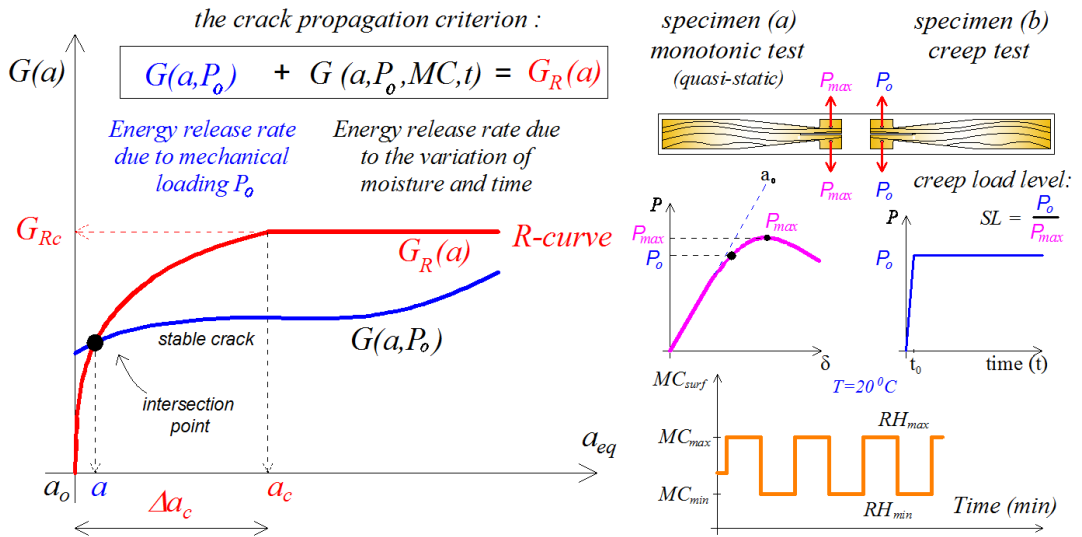 the crack propagation criterion :
G(a)
G(a,Po) + G (a,Po,MC,t) = GR(a)
Energy release rate
due to mechanical
loading Po
Energy release rate due
to the variation of
moisture and time
GRc
R-curve
GR(a)
stable crack
G(a,Po)
intersection
point
aeq
ao
a
ac
Δac
specimen (a)
monotonic test
(quasi-static)
specimen (b)
creep test
Pmax
Po
Pmax
Po
ao
creep load level:
SL = Po
Pmax
P
Pmax
Pmax
Po
δ
P
Po
t0
time (t)
T=20°C
MCsurf
MCmax
RHmax
MCmin
RHmin
Time (min)